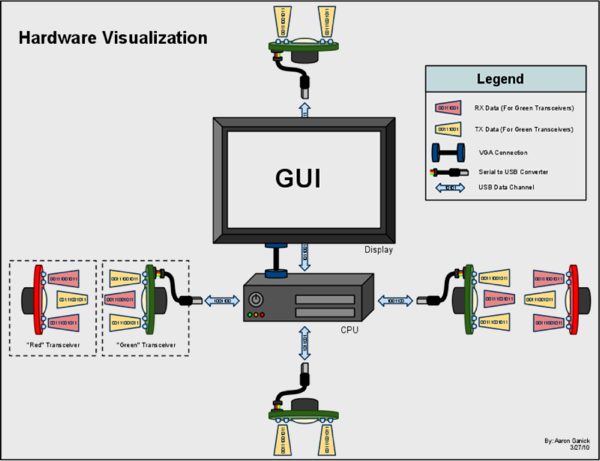 Hardware Visualization
Legend
RX Data (For Green Transceivers)
TX Data (For Green Transceivers)
VGA Connection
Serial to USB Converter
USB Data Channel
GUI
Display
CPU
"Red" Transceiver
"Green" Transceiver
By: Aaron Ganick
3/27/10